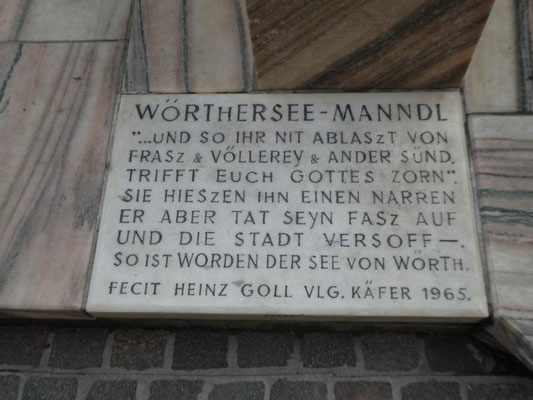 WÖRTHERSEE-MANNDL
"...UND SO IHR NIT ABLASZT VON
FRASZ & VÖLLEREY & ANDER SÜND,
TRIFFT EUCH GOTTES ZORN".
SIE HIESZEN IHN EINEN NARREN
ER ABER TAT SEYN FASZ AUF
UND DIE STADT VERSOFF—.
SO IST WORDEN DER SEE VON WÖRTH.
FECIT HEINZ GOLL VLG. KÄFER 1965.